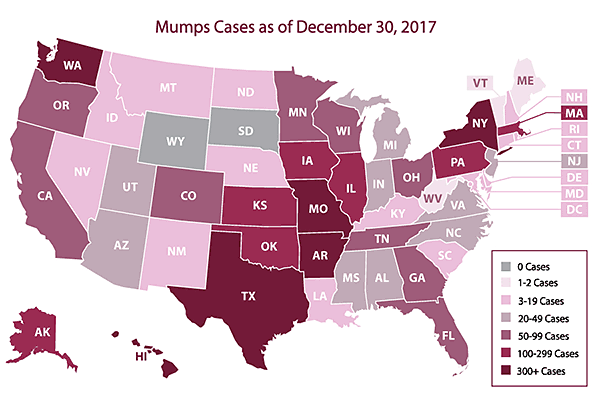 Mumps Cases as of December 30, 2017
WA
MT
ND
MN
WI
MI
VT
ME
NH
MA
RI
CT
NJ
DE
MD
DC
OR
ID
WY
SD
IA
NY
PA
NV
UT
CO
NE
KS
MO
IL
IN
OH
WV
VA
KY
CA
AZ
NM
OK
AR
TN
NC
SC
TX
LA
MS
AL
GA
FL
AK
HI
0 Cases
1-2 Cases
3-19 Cases
20-49 Cases
50-99 Cases
100-299 Cases
300+ Cases